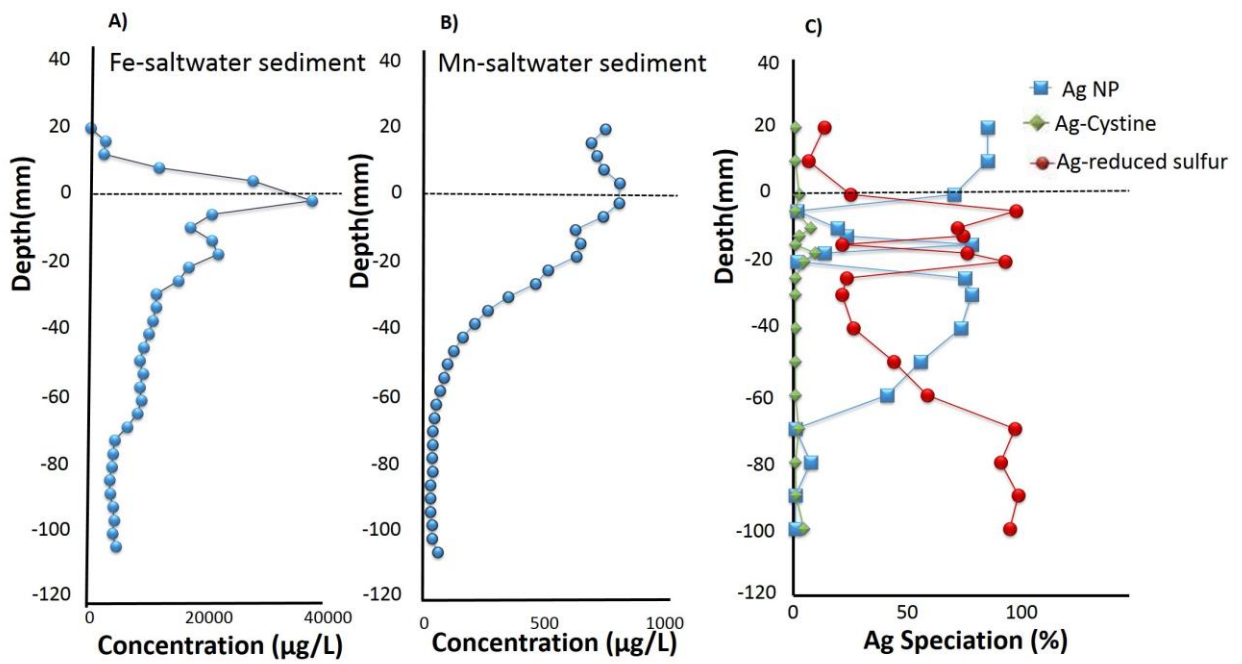 A)
Fe-saltwater sediment
40
20
0
-20
-40
-60
-80
-100
-120
Depth(mm)
0
20000
40000
Concentration (µg/L)
B)
Mn-saltwater sediment
40
20
0
-20
-40
-60
-80
-100
-120
Depth(mm)
0
500
1000
Concentration (µg/L)
C)
40
20
0
-20
-40
-60
-80
-100
-120
Depth(mm)
0
50
100
Ag Speciation (%)
Ag NP
Ag-Cystine
Ag-reduced sulfur